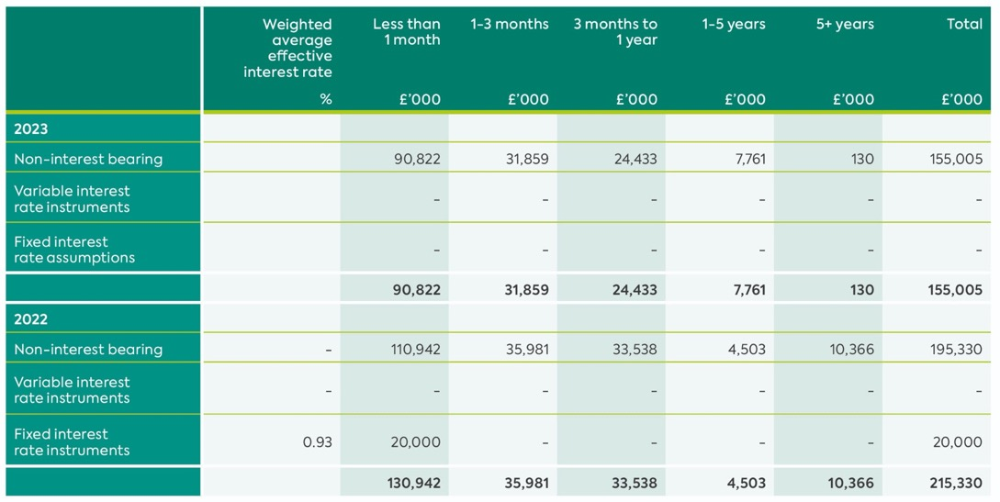 Weighted average effective interest rate % Less than 1 month £’000 1-3 months £’000 3 months to 1 year £’000 1-5 years £’000 5+ years £’000 Total £’000
2023
Non-interest bearing 90,822 31,859 24,433 7,761 130 155,005
Variable interest rate instruments – – – – – –
Fixed interest rate assumptions – – – – – –
90,822 31,859 24,433 7,761 130 155,005
2022
Non-interest bearing – 110,942 35,981 33,538 4,503 10,366 195,330
Variable interest rate instruments – – – – – – –
Fixed interest rate instruments 0.93 20,000 – – – – 20,000
130,942 35,981 33,538 4,503 10,366 215,330